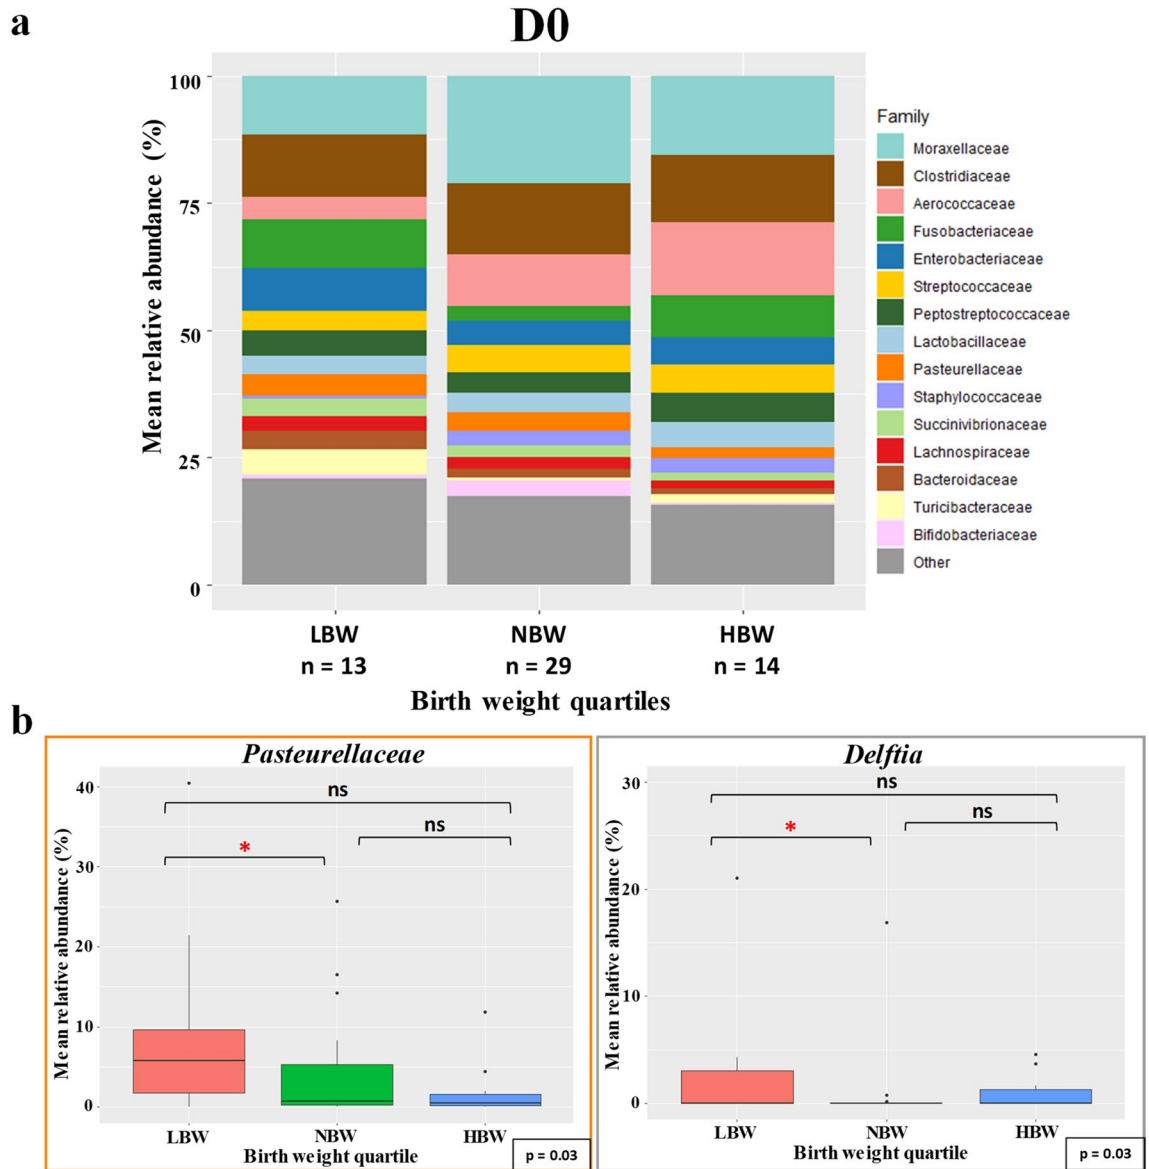 a
D0
Mean relative abundance (%)
100
75
50
25
0
LBW
n = 13
NBW
n = 29
HBW
n = 14
Birth weight quartiles
Family
Moraxellaceae
Clostridiaceae
Aerococcaceae
Fusobacteriaceae
Enterobacteriaceae
Streptococcaceae
Peptostreptococcaceae
Lactobacillaceae
Pasteurellaceae
Staphylococcaceae
Succinivibrionaceae
Lachnospiraceae
Bacteroidaceae
Turicibacteraceae
Bifidobacteriaceae
Other
b
Pasteurellaceae
Mean relative abundance (%)
40
30
20
10
0
ns
ns
*
LBW
NBW
HBW
Birth weight quartile
p = 0.03
Delftia
Mean relative abundance (%)
30
20
10
0
ns
ns
*
LBW
NBW
HBW
Birth weight quartile
p = 0.03